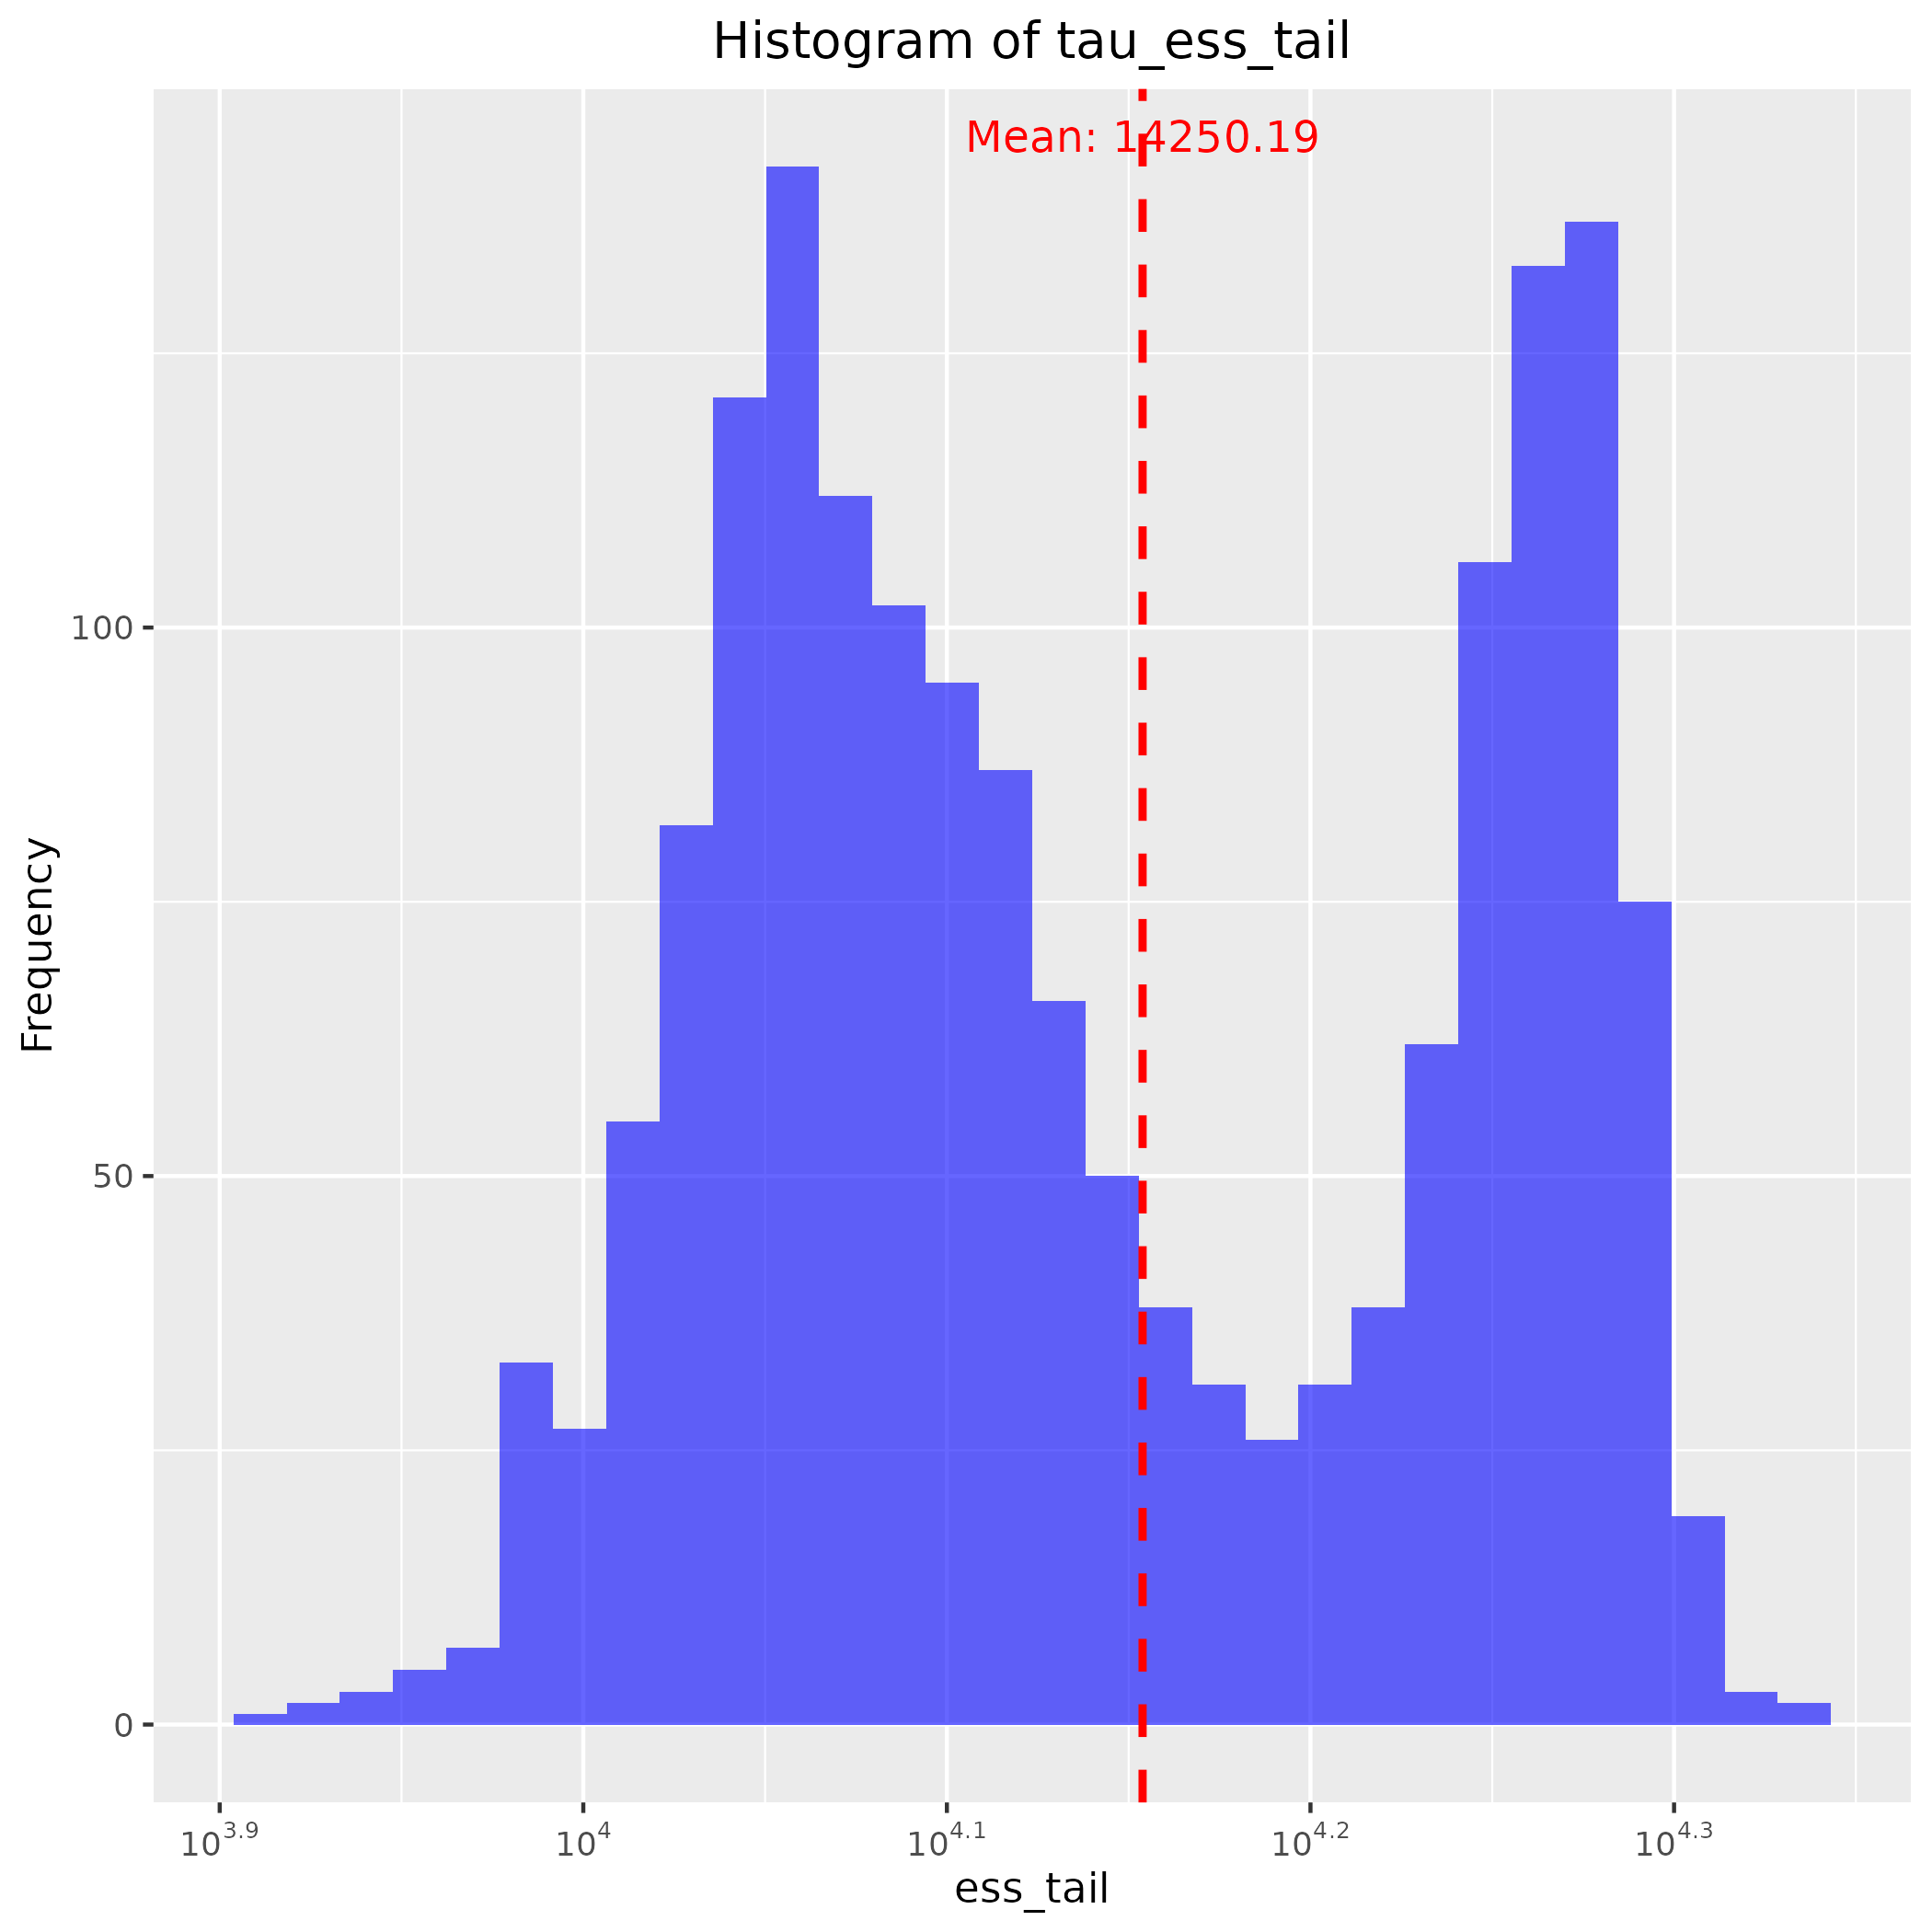 Histogram of tau_ess_tail
Mean: 14250.19
Frequency
100
50
0
10^3.9
10^4
10^4.1
10^4.2
10^4.3
ess_tail